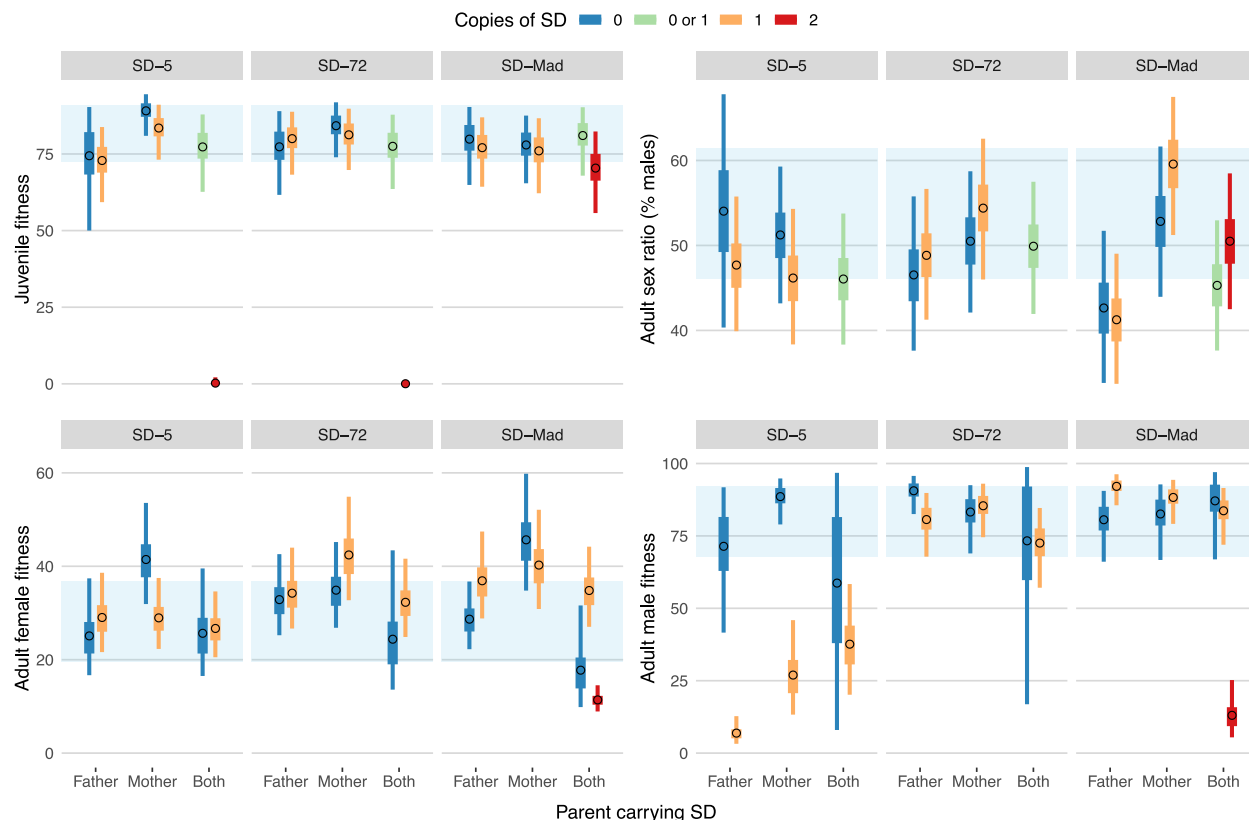 Copies of SD 0 0 or 1 1 2
SD–5 SD–72 SD–Mad
Juvenile fitness
75
50
25
0
SD–5 SD–72 SD–Mad
Adult sex ratio (% males)
60
50
40
SD–5 SD–72 SD–Mad
Adult female fitness
60
40
20
0
Father Mother Both Father Mother Both Father Mother Both
SD–5 SD–72 SD–Mad
Adult male fitness
100
75
50
25
0
Father Mother Both Father Mother Both Father Mother Both
Parent carrying SD